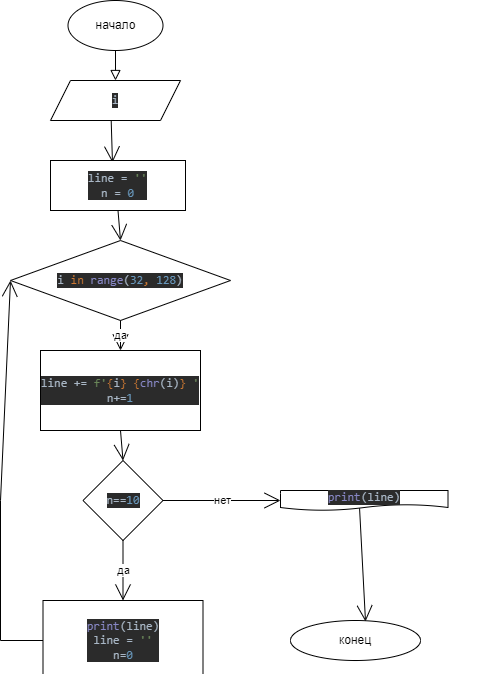 начало
i
line = ''
n = 0
i in range(32, 128)
да
line += f'{i} {chr(i)} '
n+=1
n==10
нет
print(line)
да
print(line)
line = ''
n=0
конец